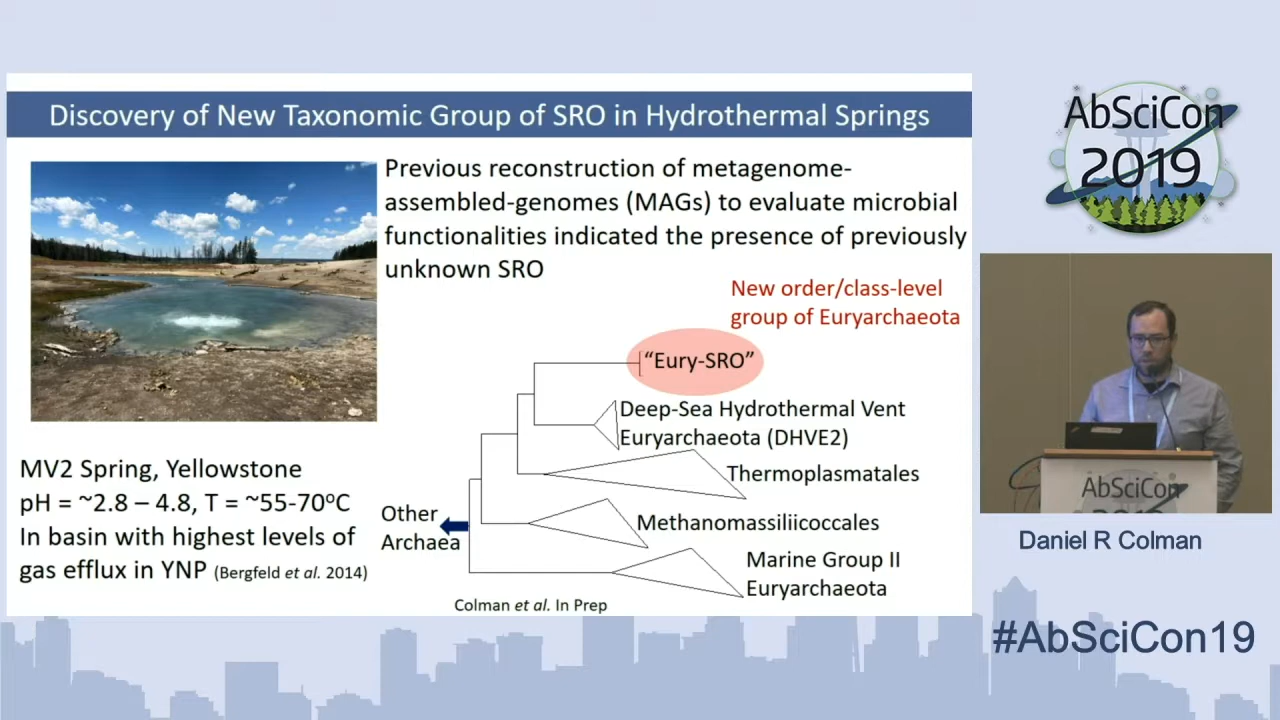 Discovery of New Taxonomic Group of SRO in Hydrothermal Springs
Previous reconstruction of metagenome-
assembled-genomes (MAGs) to evaluate microbial
functionalities indicated the presence of previously
unknown SRO
New order/class-level
group of Euryarchaeota
“Eury-SRO”
Deep-Sea Hydrothermal Vent
Euryarchaeota (DHVE2)
Thermoplasmatales
Methanomassiliicoccales
Marine Group II
Euryarchaeota
Other
Archaea
Colman et al. In Prep
MV2 Spring, Yellowstone
pH = ~2.8 – 4.8, T = ~55-70°C
In basin with highest levels of
gas efflux in YNP (Bergfeld et al. 2014)
AbSciCon
2019
AbSciCon
2019
Daniel R Colman
#AbSciCon19